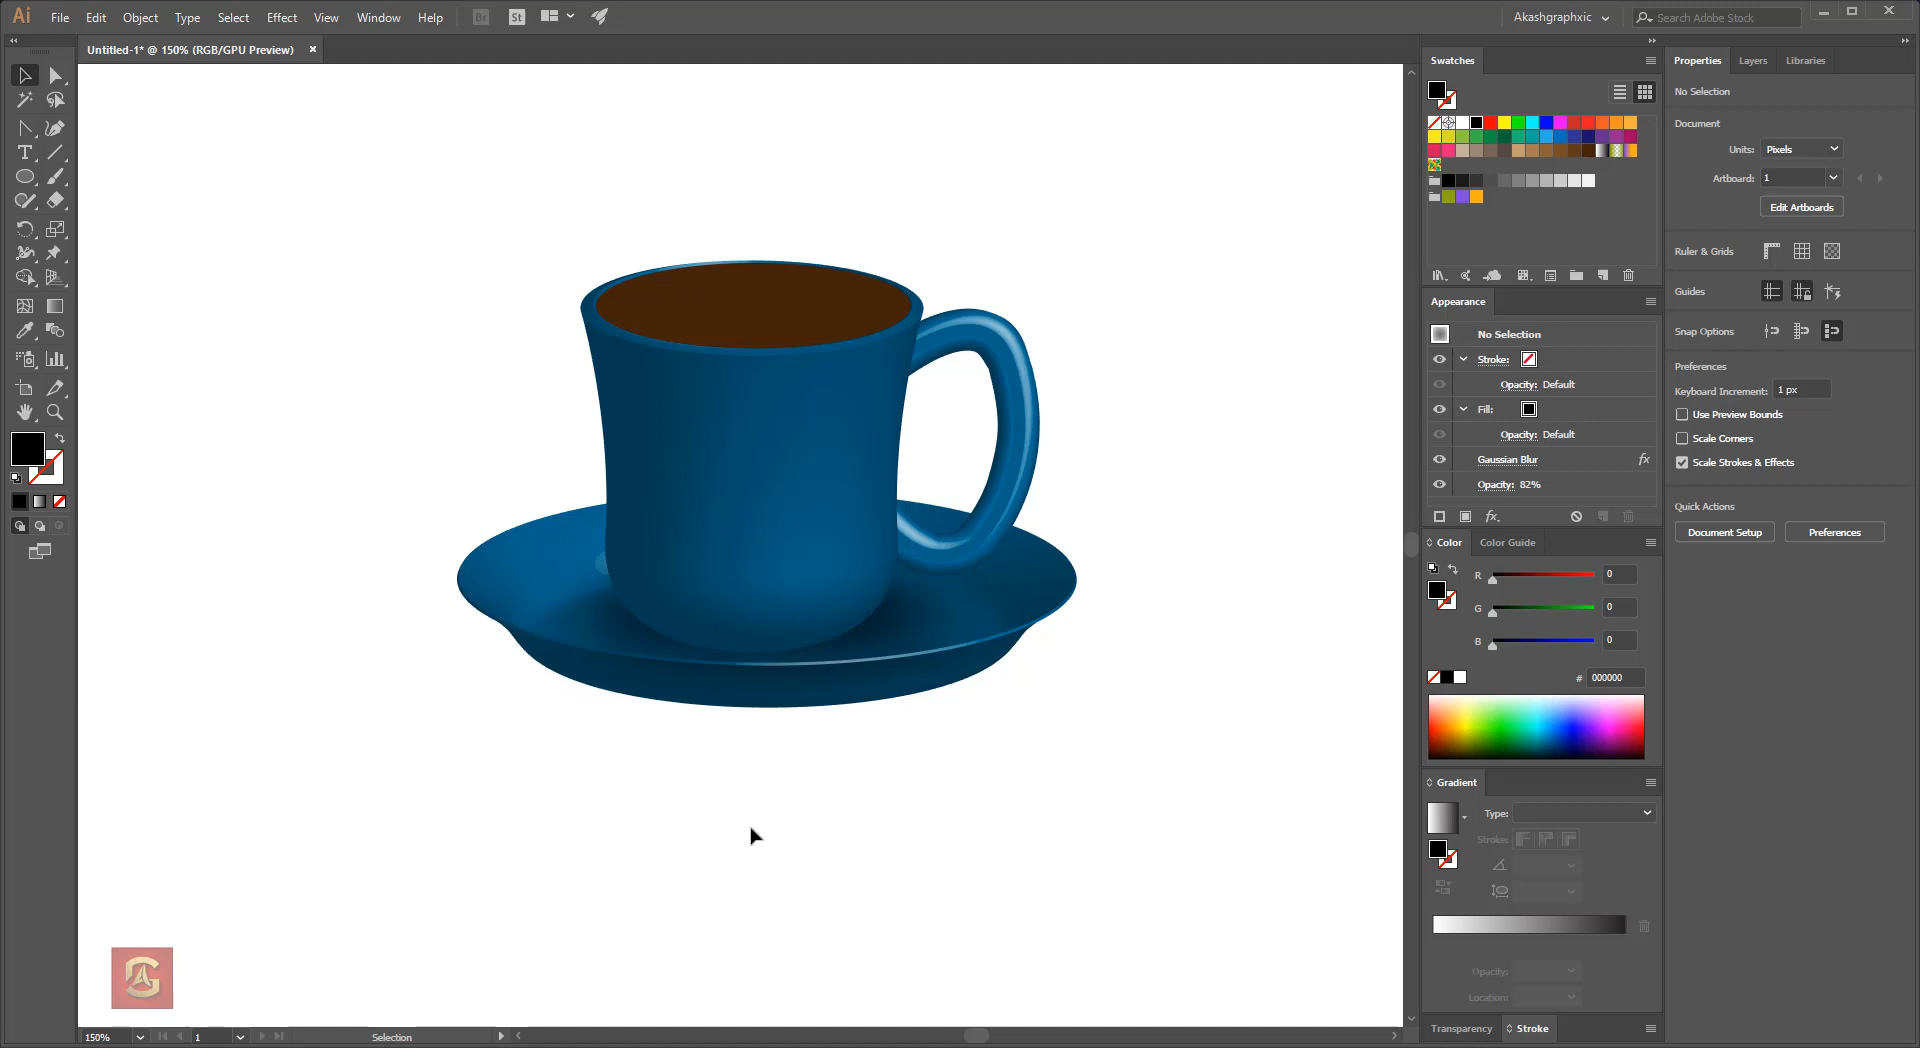 Ai File Edit Object Type Select Effect View Window Help Br St Akashgraphxic Search Adobe Stock
Untitled-1* @ 150% (RGB/GPU Preview)
Swatches
Properties Layers Libraries
No Selection
Document
Units: Pixels
Artboard: 1
Edit Artboards
Ruler & Grids
Guides
Snap Options
Preferences
Keyboard Increment: 1 px
Use Preview Bounds
Scale Corners
Scale Strokes & Effects
Quick Actions
Document Setup Preferences
Appearance
No Selection
Stroke:
Opacity: Default
Fill:
Opacity: Default
Gaussian Blur fx
Opacity: 82%
fx
Color Color Guide
R 0
G 0
B 0
# 000000
Gradient
Type:
Stroke:
Opacity:
Location:
Transparency Stroke
150% 1 Selection